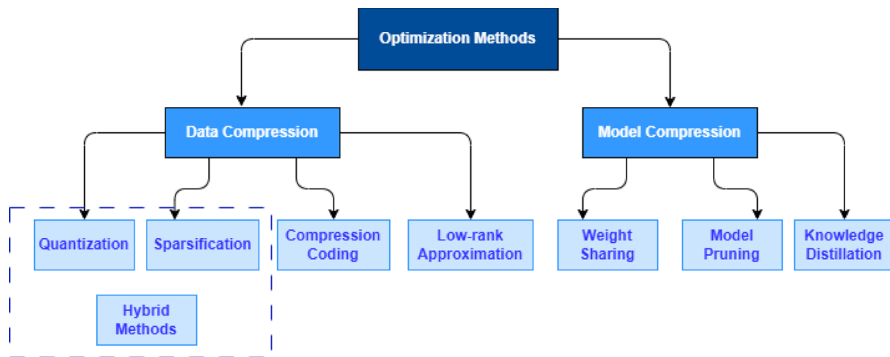 Optimization Methods
Data Compression
Model Compression
Quantization
Sparsification
Compression
Coding
Low-rank
Approximation
Weight
Sharing
Model
Pruning
Knowledge
Distillation
Hybrid
Methods